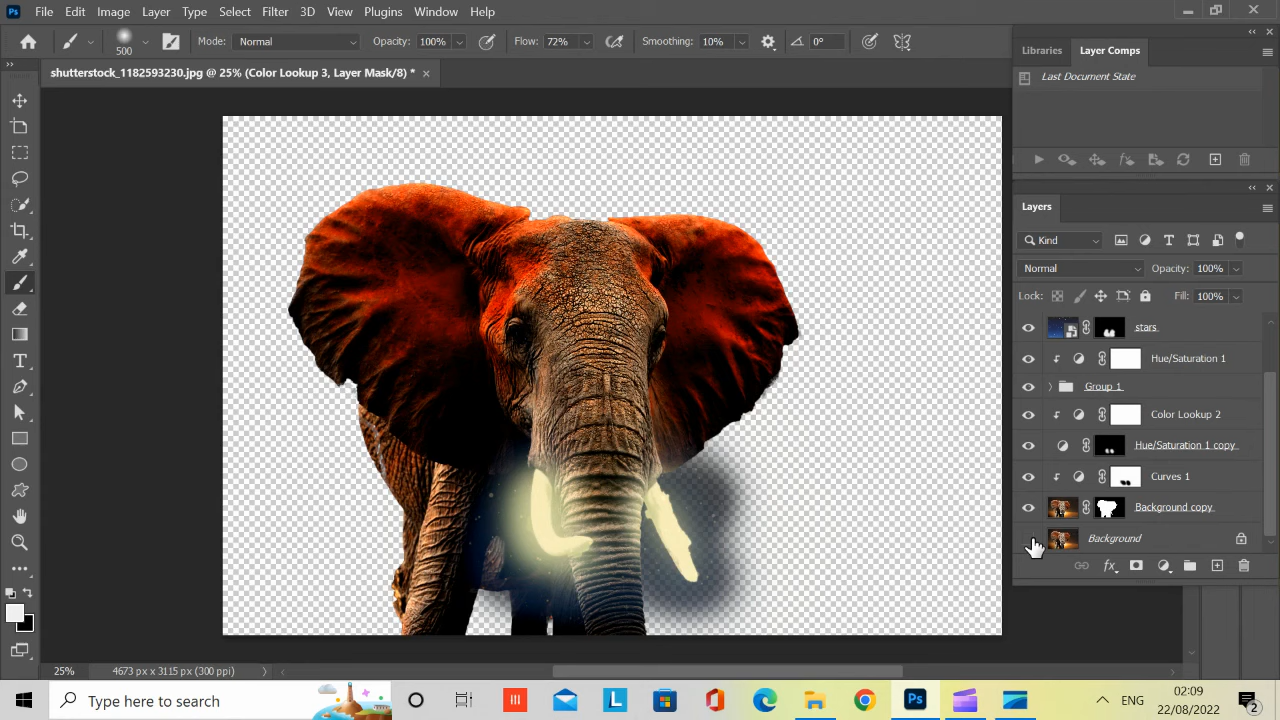 Ps File Edit Image Layer Type Select Filter 3D View Plugins Window Help
500 Mode: Normal Opacity: 100% Flow: 72% Smoothing: 10% 0°
shutterstock_1182593230.jpg @ 25% (Color Lookup 3, Layer Mask/8) *
Libraries Layer Comps
Last Document State
Layers
Kind
Normal Opacity: 100%
Lock: Fill: 100%
stars
Hue/Saturation 1
Group 1
Color Lookup 2
Hue/Saturation 1 copy
Curves 1
Background copy
Background
fx
25% 4673 px x 3115 px (300 ppi)
Type here to search
L
Ps
ENG
02:09
22/08/2022
2